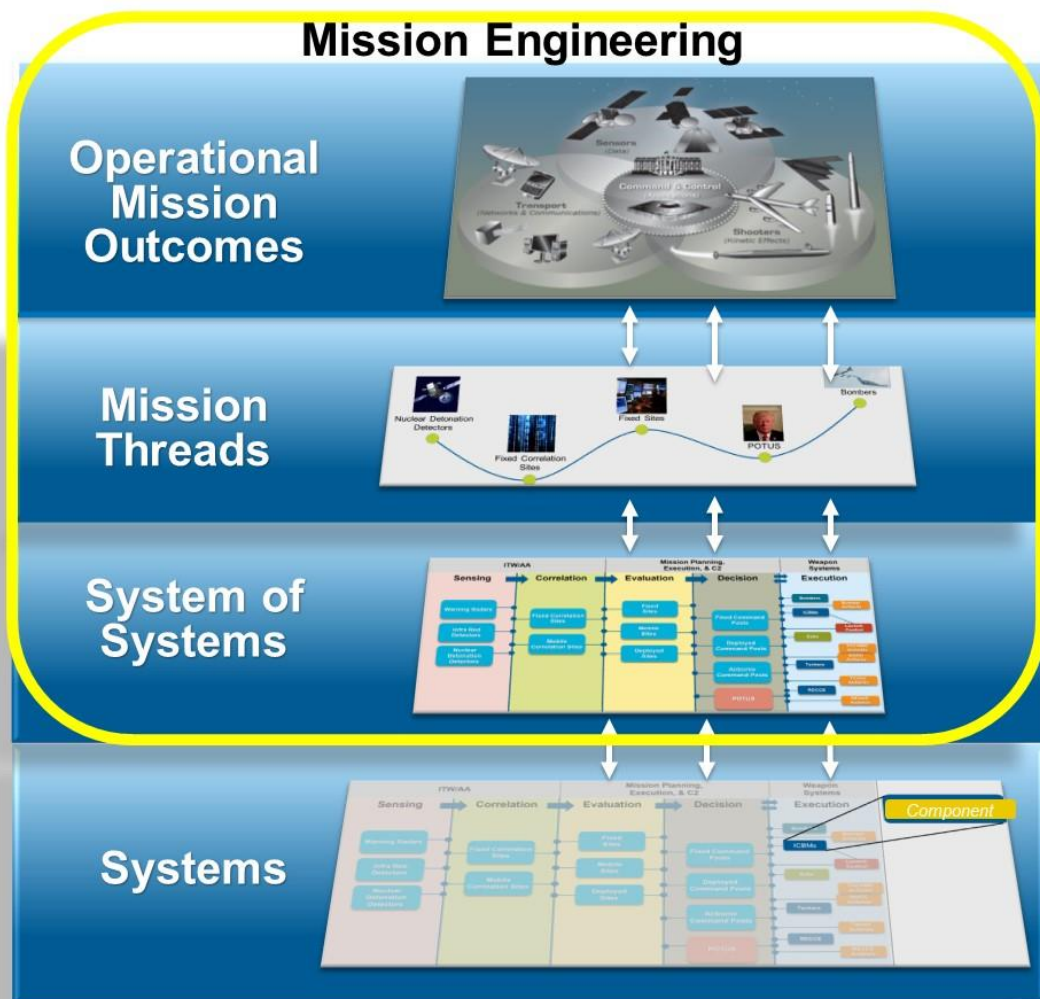 Mission Engineering
Operational
Mission
Outcomes
Sensors
(Data)
Command & Control
Transport
(Networks & Communications)
Shooters
(Kinetic Effects)
Mission
Threads
Nuclear Detonation
Detectors
Fixed Correlation
Sites
Fixed Sites
POTUS
Bombers
System of
Systems
ITW/AA
Mission Planning,
Execution, & C2
Weapon
Systems
Sensing
Correlation
Evaluation
Decision
Execution
Warning Radars
Infra Red
Detectors
Nuclear
Detonation
Detectors
Fixed Correlation
Sites
Mobile
Correlation Sites
Fixed
Sites
Mobile
Sites
Deployed
Sites
Fixed Command
Posts
Deployed
Command Posts
Airborne
Command Posts
POTUS
Bombers
ICBMs
Tankers
RECCE
Systems
ITW/AA
Mission Planning,
Execution, & C2
Weapon
Systems
Sensing
Correlation
Evaluation
Decision
Execution
Warning Radars
Infra Red
Detectors
Nuclear
Detonation
Detectors
Fixed Correlation
Sites
Mobile
Correlation Sites
Fixed
Sites
Mobile
Sites
Deployed
Sites
Fixed Command
Posts
Deployed
Command Posts
Airborne
Command Posts
POTUS
ICBMs
Tankers
RECCE
Component